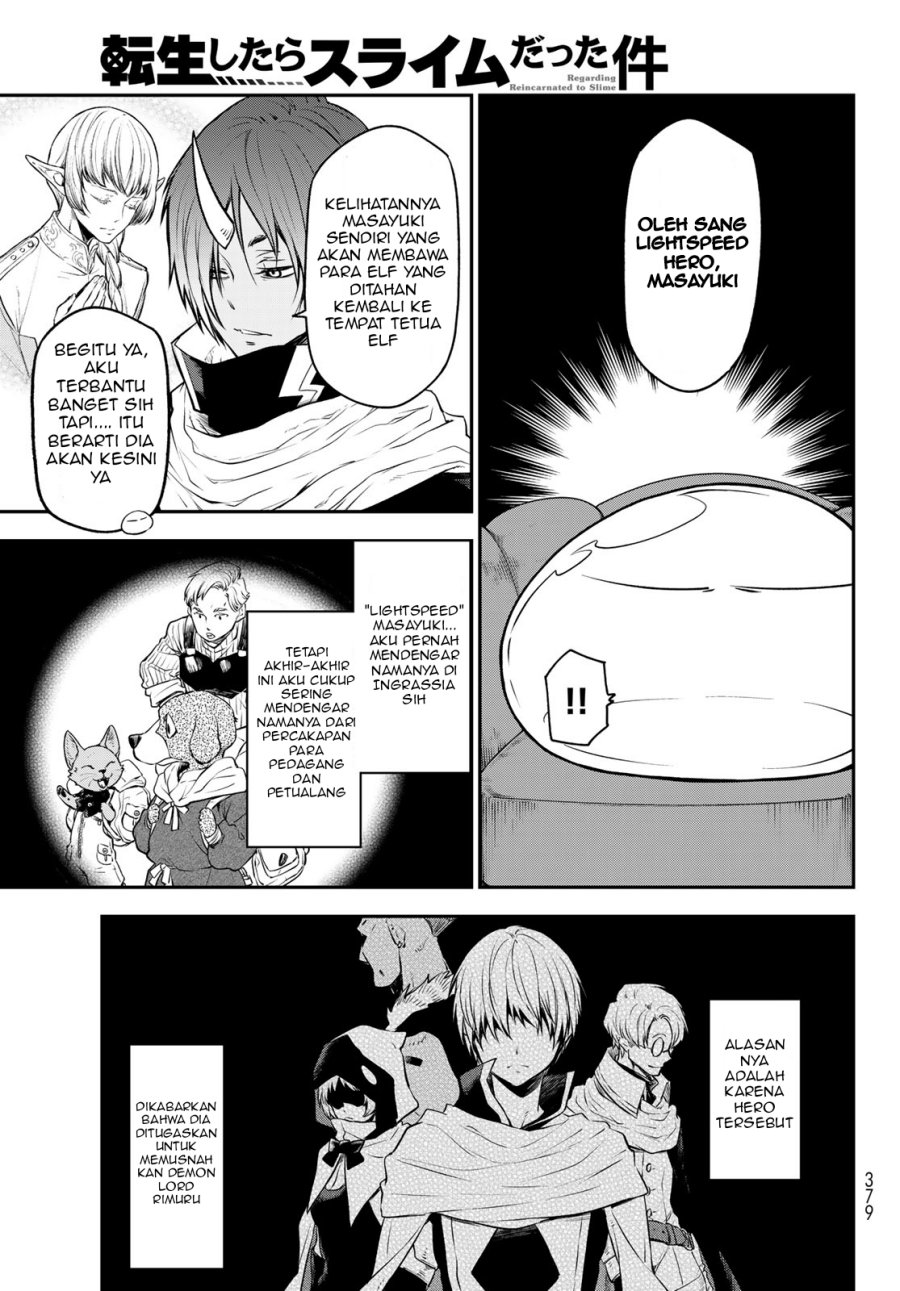 転生したらスライムだった件
Regarding
Reincarnated to Slime
OLEH SANG
LIGHTSPEED
HERO,
MASAYUKI
!!
KELIHATANNYA
MASAYUKI
SENDIRI YANG
AKAN MEMBAWA
PARA ELF YANG
DITAHAN
KEMBALI KE
TEMPAT TETUA
ELF
BEGITU YA,
AKU
TERBANTU
BANGET SIH
TAPI.... ITU
BERARTI DIA
AKAN KESINI
YA
"LIGHTSPEED"
MASAYUKI...
AKU PERNAH
MENDENGAR
NAMANYA DI
INGRASSIA
SIH
TETAPI
AKHIR-AKHIR
INI AKU CUKUP
SERING
MENDENGAR
NAMANYA DARI
PERCAKAPAN
PARA
PEDAGANG
DAN
PETUALANG
ALASAN
NYA
ADALAH
KARENA
HERO
TERSEBUT
DIKABARKAN
BAHWA DIA
DITUGASKAN
UNTUK
MEMUSNAH
KAN DEMON
LORD
RIMURU
379